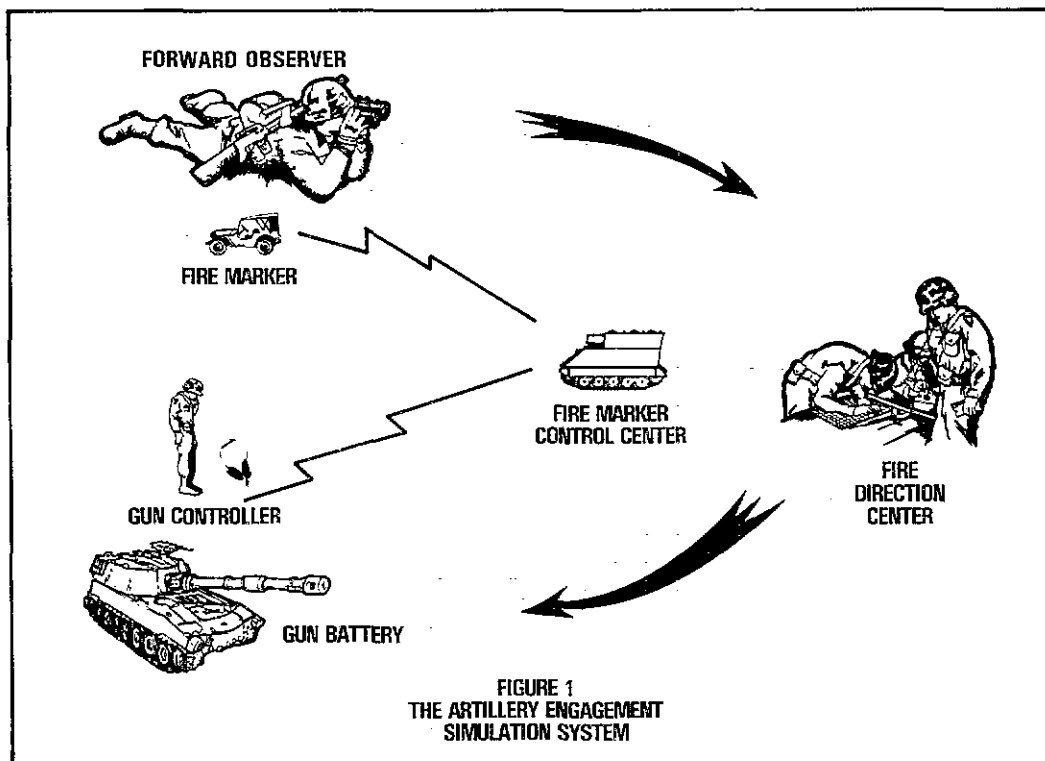 FORWARD OBSERVER
FIRE MARKER
FIRE MARKER
CONTROL CENTER
FIRE
DIRECTION
CENTER
GUN CONTROLLER
GUN BATTERY
FIGURE 1
THE ARTILLERY ENGAGEMENT
SIMULATION SYSTEM